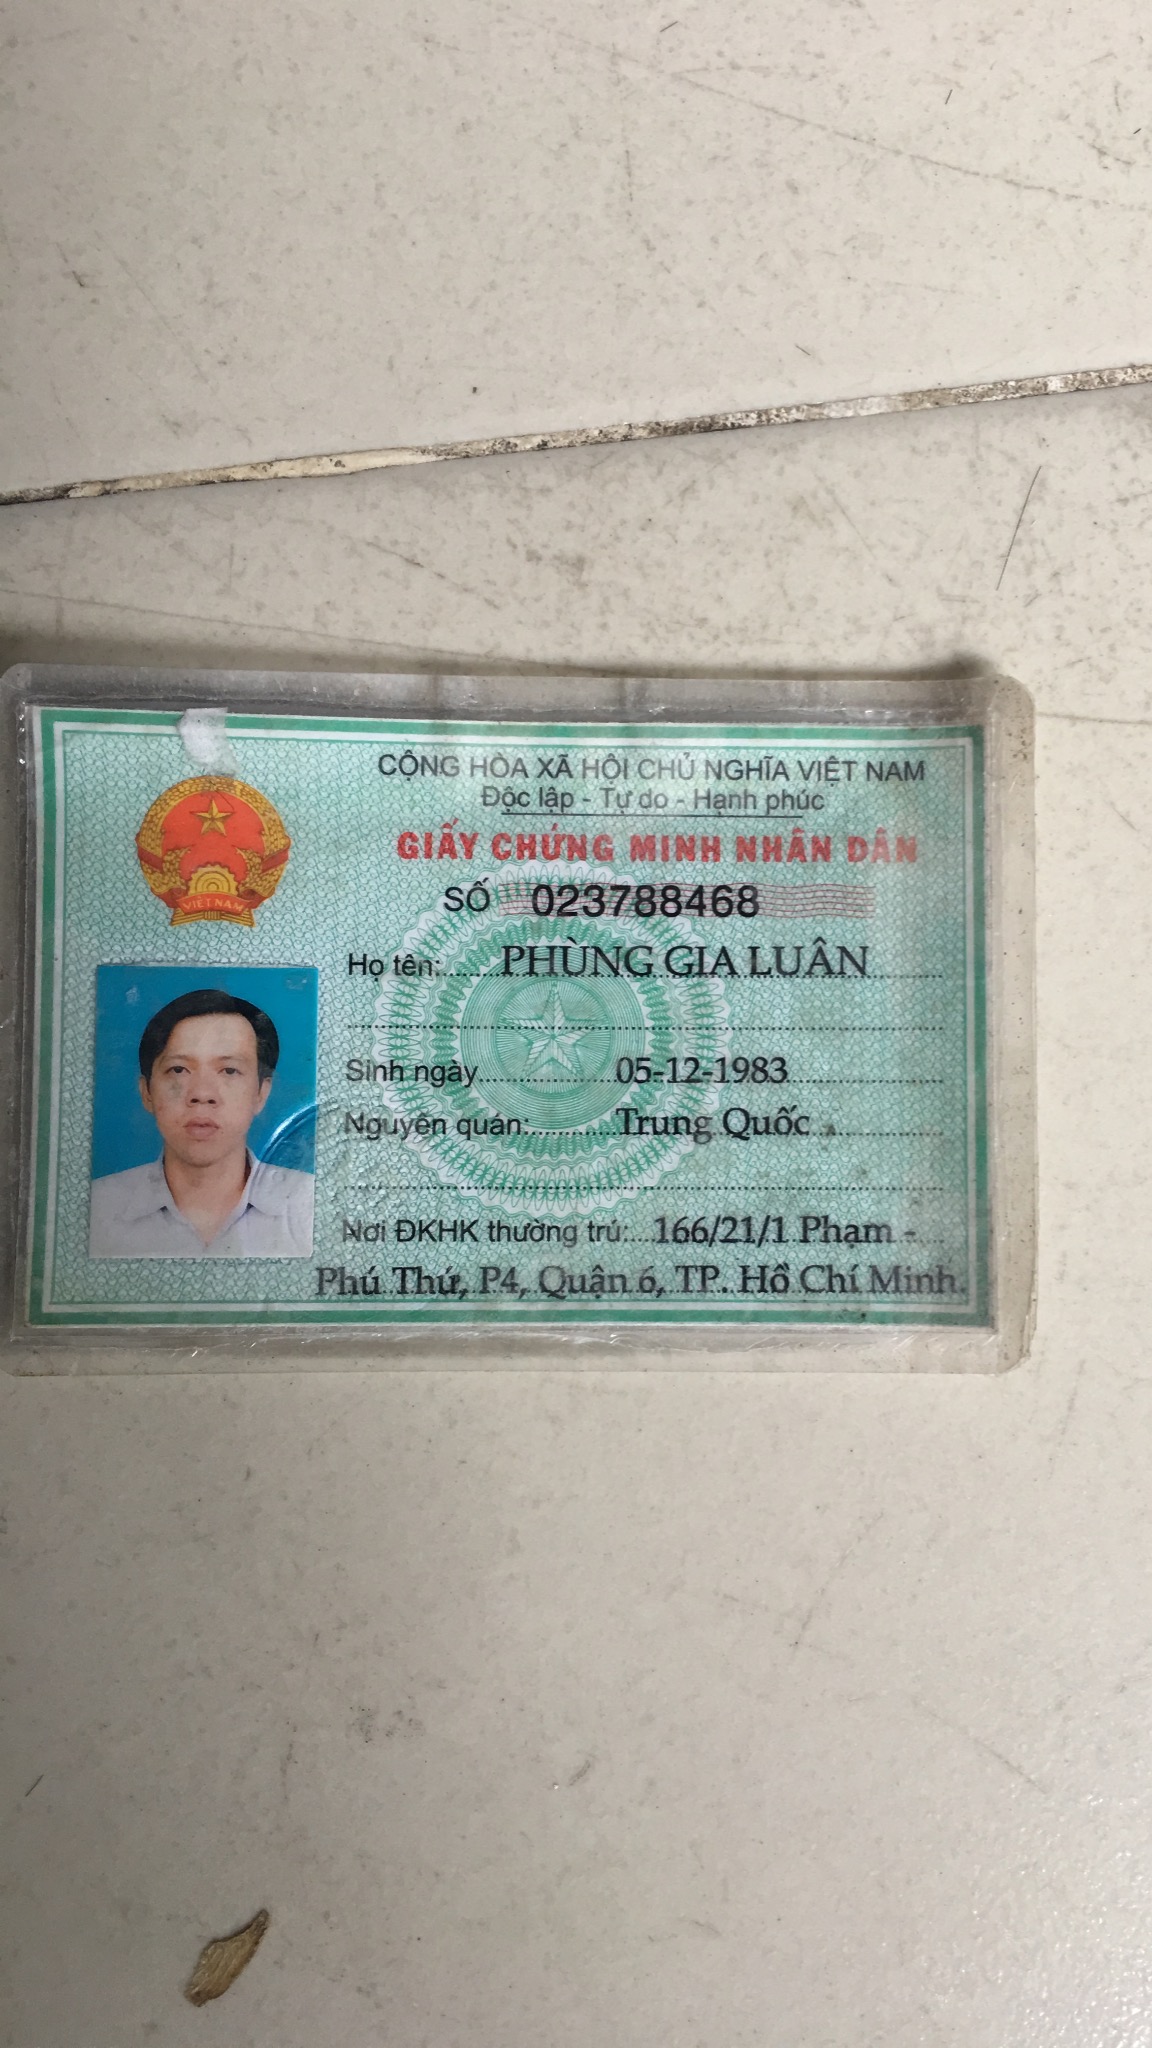 CỘNG HÒA XÃ HỘI CHỦ NGHĨA VIỆT NAM
Độc lập - Tự do - Hạnh phúc
GIẤY CHỨNG MINH NHÂN DÂN
SỐ 023788468
VIỆT NAM
Họ tên: PHÙNG GIA LUÂN
Sinh ngày 05-12-1983
Nguyên quán: Trung Quốc
Nơi ĐKHK thường trú: 166/21/1 Phạm -
Phú Thứ, P4, Quận 6, TP. Hồ Chí Minh.